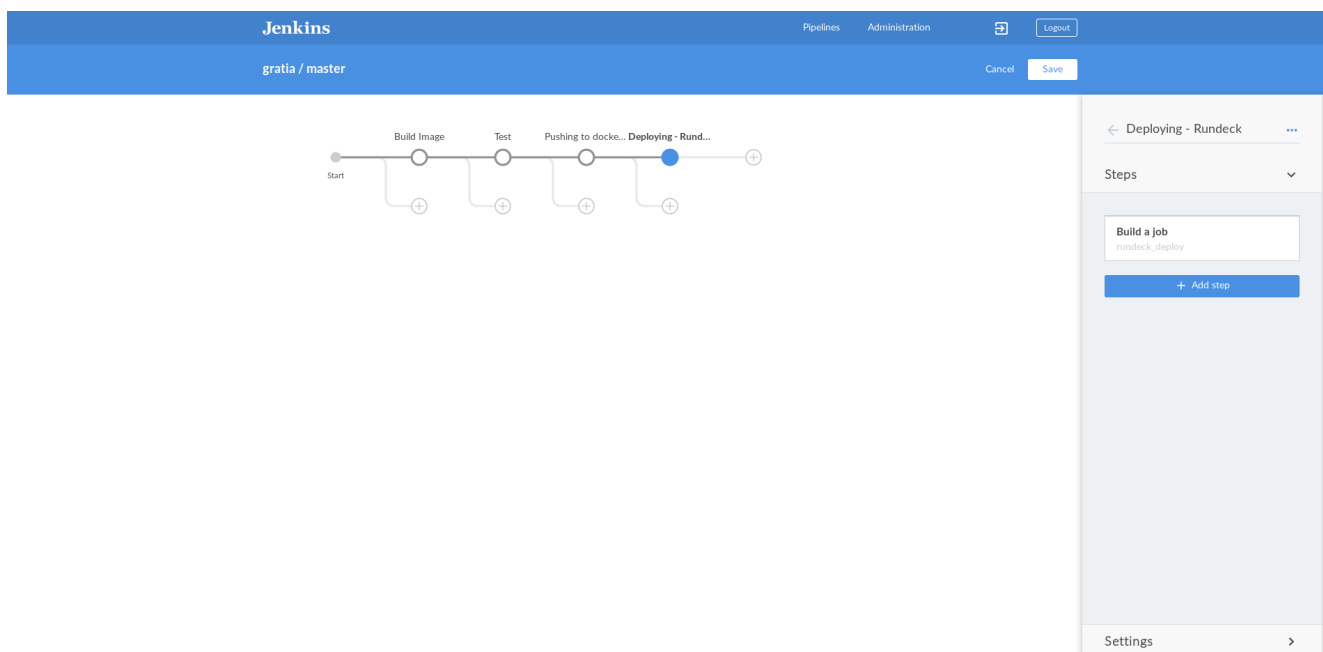 Jenkins
Pipelines
Administration
Logout
gratia / master
Cancel
Save
Build Image
Test
Pushing to docke...
Deploying - Rund...
Start
Deploying - Rundeck
Steps
Build a job
rundeck_deploy
Add step
Settings